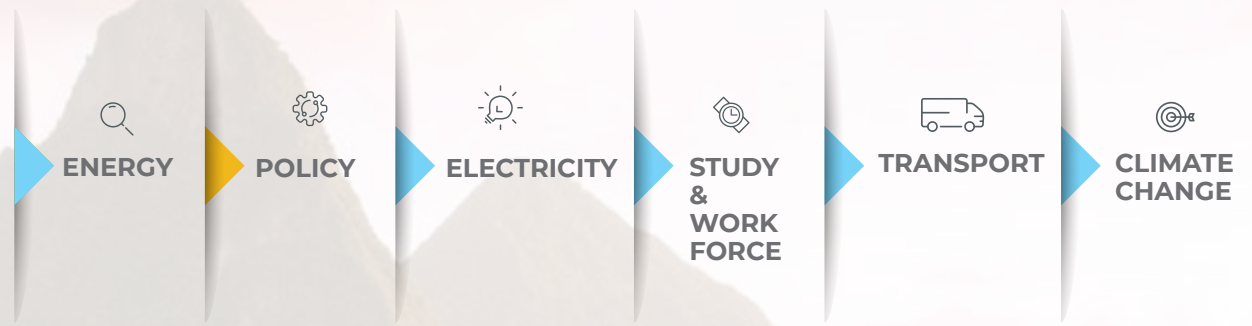 ENERGY
POLICY
ELECTRICITY
STUDY
&
WORK
FORCE
TRANSPORT
CLIMATE
CHANGE